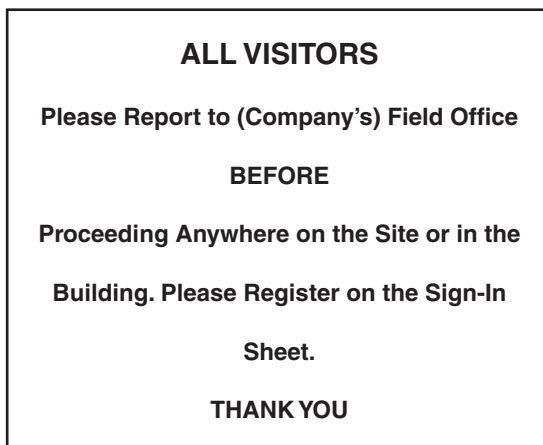 ALL VISITORS
Please Report to (Company’s) Field Office
BEFORE
Proceeding Anywhere on the Site or in the
Building. Please Register on the Sign-In
Sheet.
THANK YOU